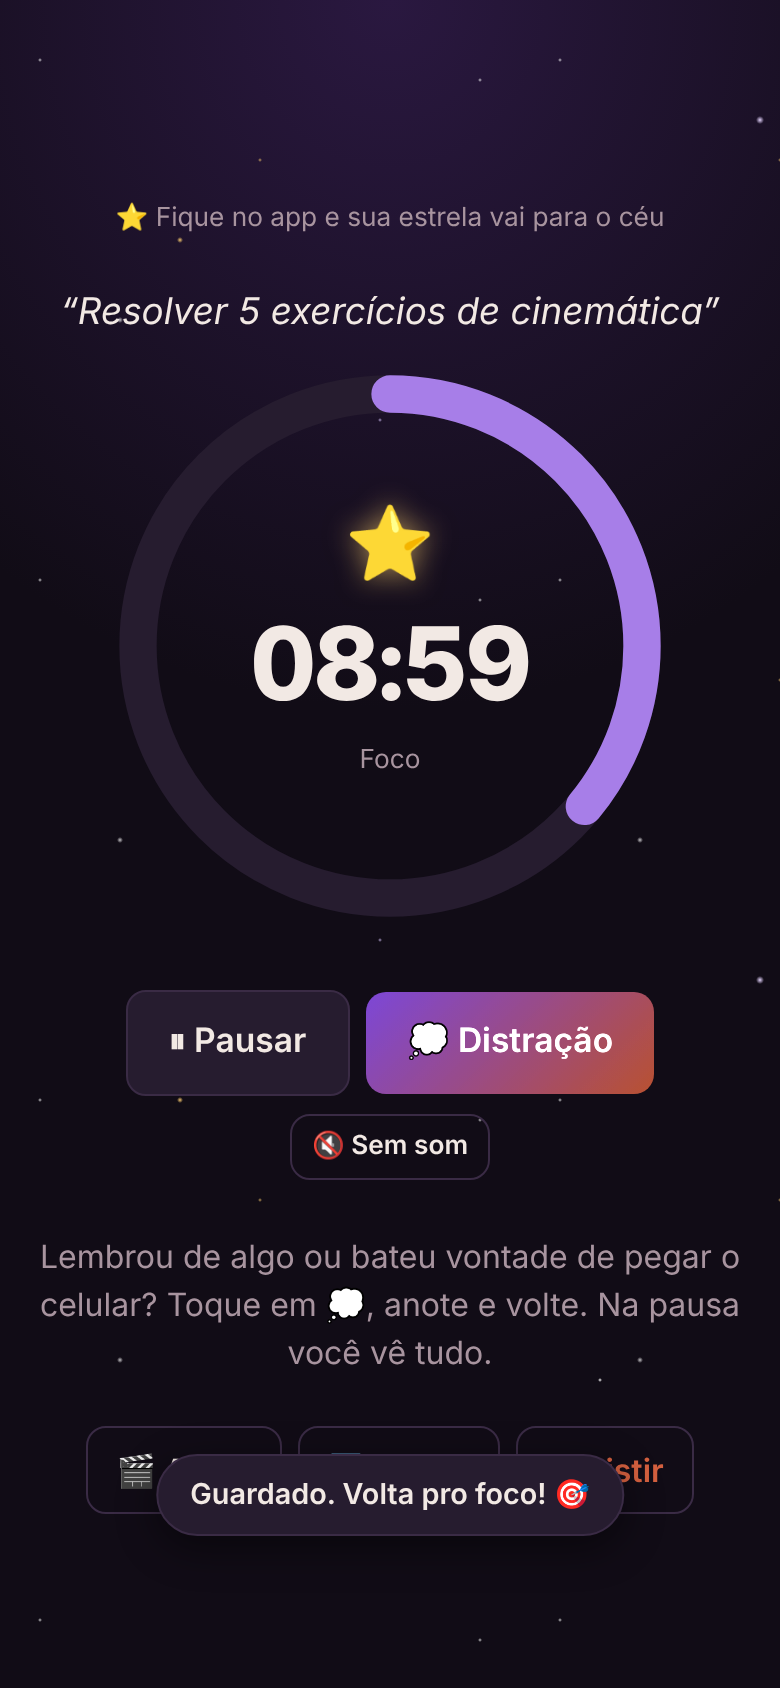 ⭐ Fique no app e sua estrela vai para o céu
“Resolver 5 exercícios de cinemática”
08:59
Foco
⏸ Pausar
💭 Distração
🔇 Sem som
Lembrou de algo ou bateu vontade de pegar o
celular? Toque em 💭, anote e volte. Na pausa
você vê tudo.
Guardado. Volta pro foco! 🎯